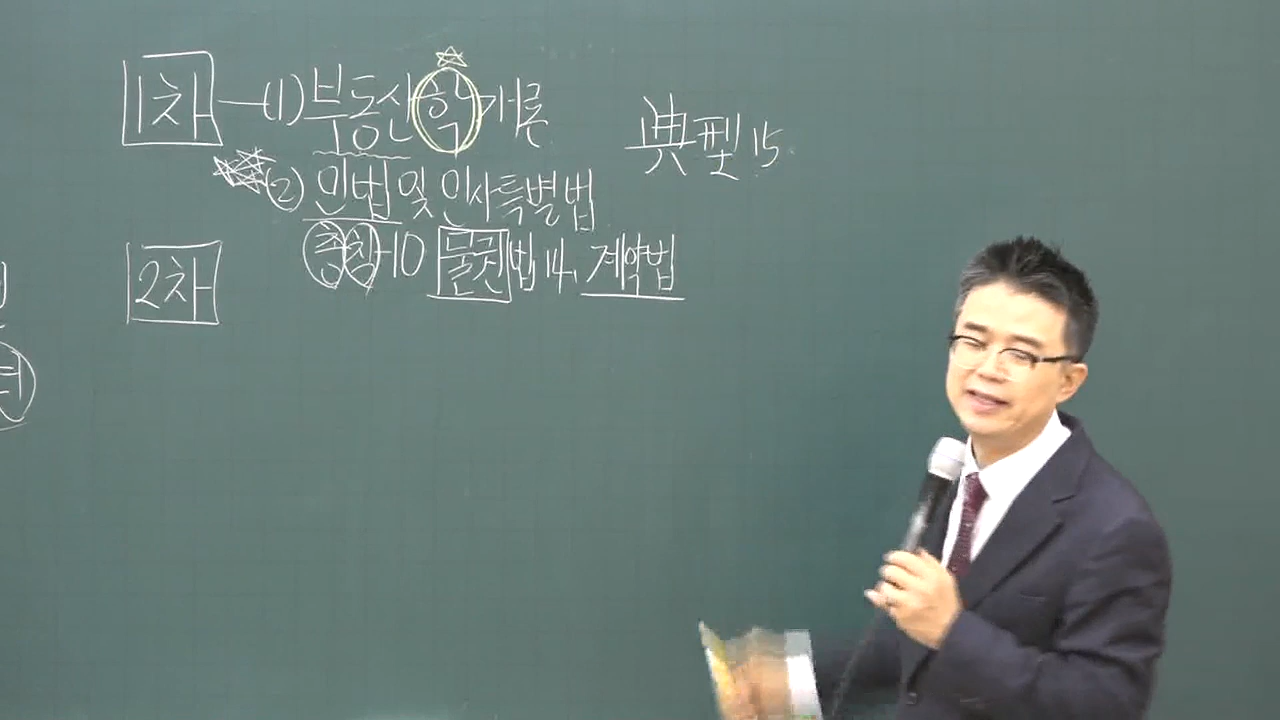 1차 (1) 부동산학개론
典型 15.
(2) 민법 및 민사특별법
총칙 10 물권법 14, 계약법
2차